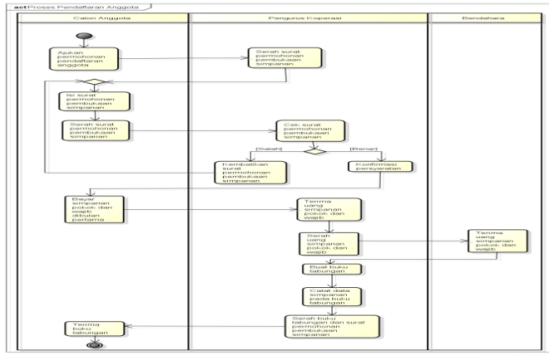 act Proses Pendaftaran Anggota
Calon Anggota
Pengurus Koperasi
Bendahara
Ajukan
permohonan
pendaftaran
anggota
Serah surat
permohonan
pembukaan
simpanan
Isi surat
permohonan
pembukaan
simpanan
Serah surat
permohonan
pembukaan
simpanan
Cek surat
permohonan
pembukaan
simpanan
[Salah]
[Benar]
Kembalikan
surat
permohonan
pembukaan
simpanan
Konfirmasi
persyaratan
Bayar
simpanan
pokok dan
wajib
dibulan
pertama
Terima
uang
simpanan
pokok dan
wajib
Serah
uang
simpanan
pokok dan
wajib
Terima
uang
simpanan
pokok dan
wajib
Buat buku
tabungan
Catat data
simpanan
pada buku
tabungan
Serah buku
tabungan dan surat
permohonan
pembukaan
simpanan
Terima
buku
tabungan